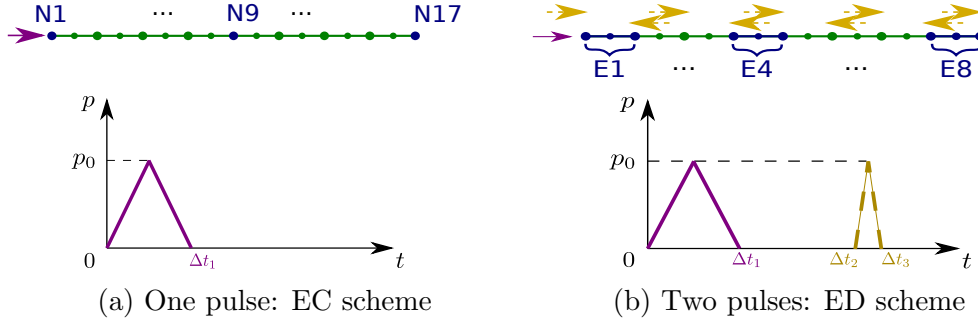 N1 ... N9 ... N17
p
p₀
0 Δt₁ t
(a) One pulse: EC scheme
E1 ... E4 ... E8
p
p₀
0 Δt₁ Δt₂ Δt₃ t
(b) Two pulses: ED scheme